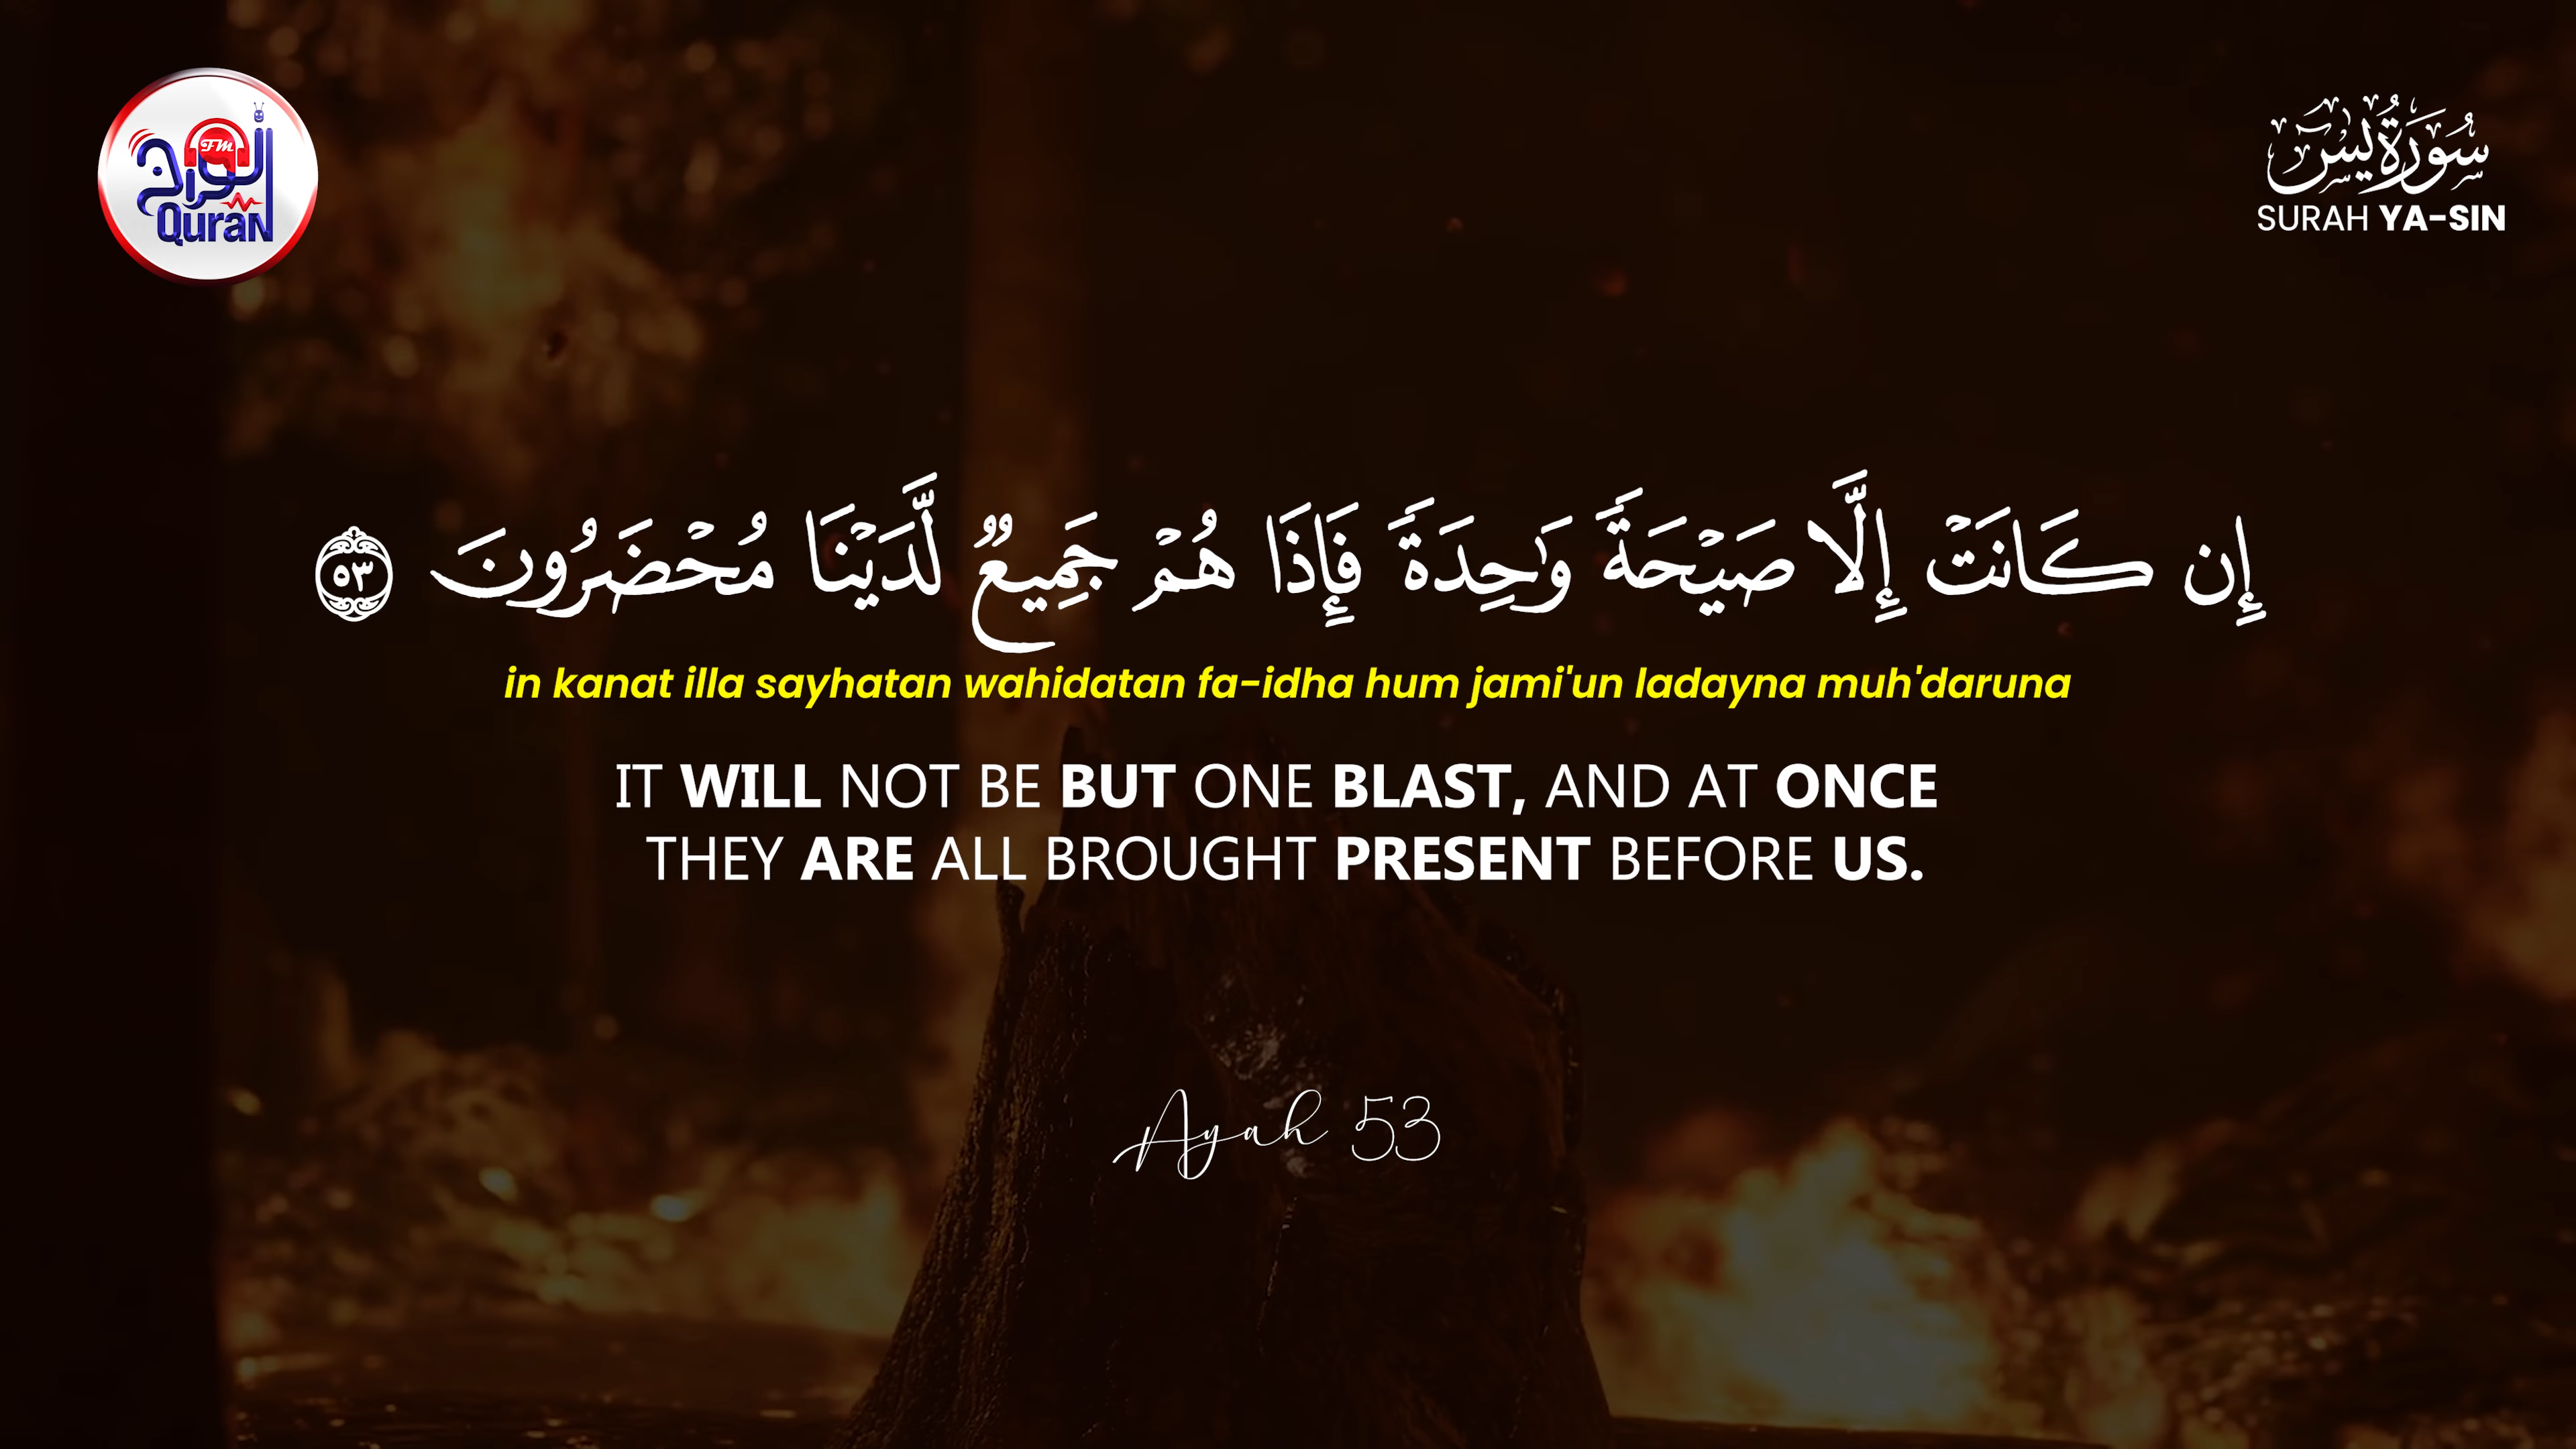 FM
Quran
سُورَةُ يسٓ
SURAH YA-SIN
إِن كَانَتْ إِلَّا صَيْحَةً وَٰحِدَةً فَإِذَا هُمْ جَمِيعٌ لَّدَيْنَا مُحْضَرُونَ ٥٣
in kanat illa sayhatan wahidatan fa-idha hum jami'un ladayna muh'daruna
IT WILL NOT BE BUT ONE BLAST, AND AT ONCE
THEY ARE ALL BROUGHT PRESENT BEFORE US.
Ayah 53